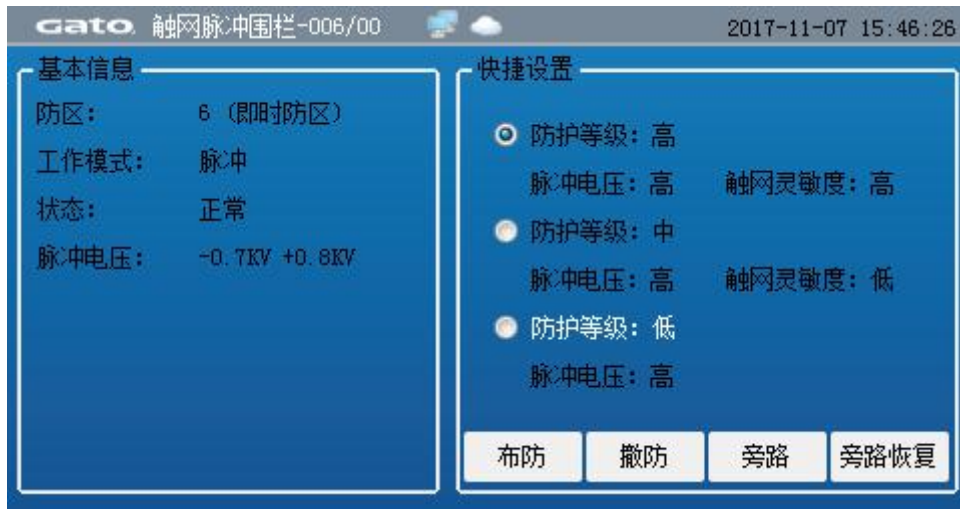 Gato. 触网脉冲围栏-006/00 2017-11-07 15:46:26
基本信息
防区： 6 (即时防区)
工作模式： 脉冲
状态： 正常
脉冲电压： -0.7KV +0.8KV
快捷设置
防护等级：高
脉冲电压：高 触网灵敏度：高
防护等级：中
脉冲电压：高 触网灵敏度：低
防护等级：低
脉冲电压：高
布防 撤防 旁路 旁路恢复